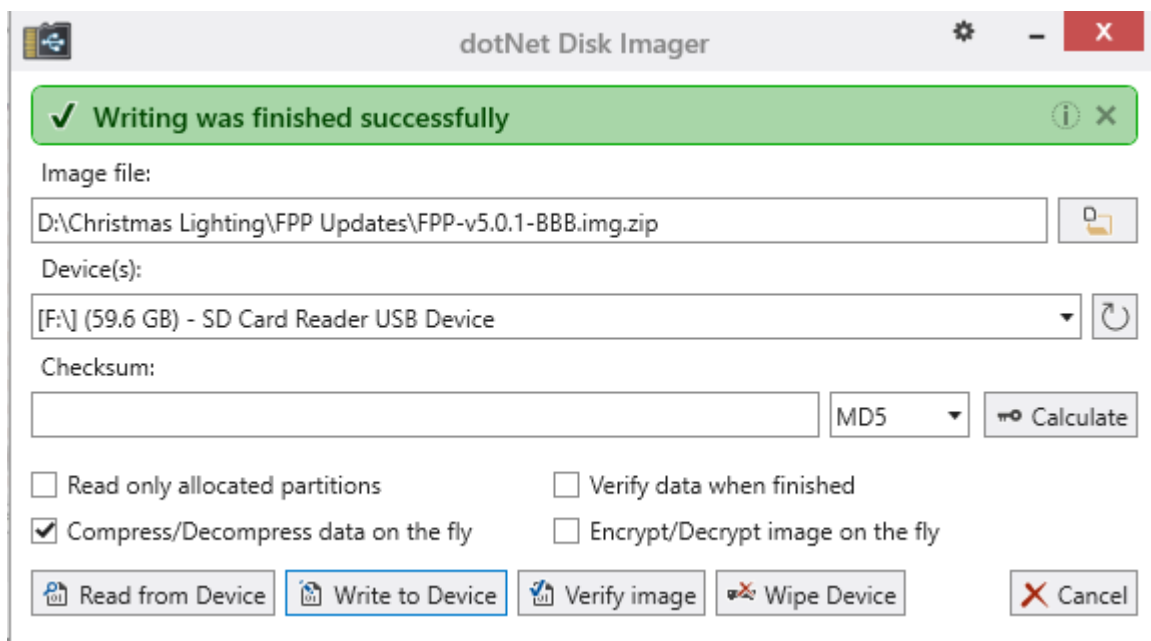 dotNet Disk Imager
X
Writing was finished successfully
Image file:
D:\Christmas Lighting\FPP Updates\FPP-v5.0.1-BBB.img.zip
Device(s):
[F:\] (59.6 GB) - SD Card Reader USB Device
Checksum:
MD5 Calculate
Read only allocated partitions Verify data when finished
Compress/Decompress data on the fly Encrypt/Decrypt image on the fly
Read from Device Write to Device Verify image Wipe Device Cancel